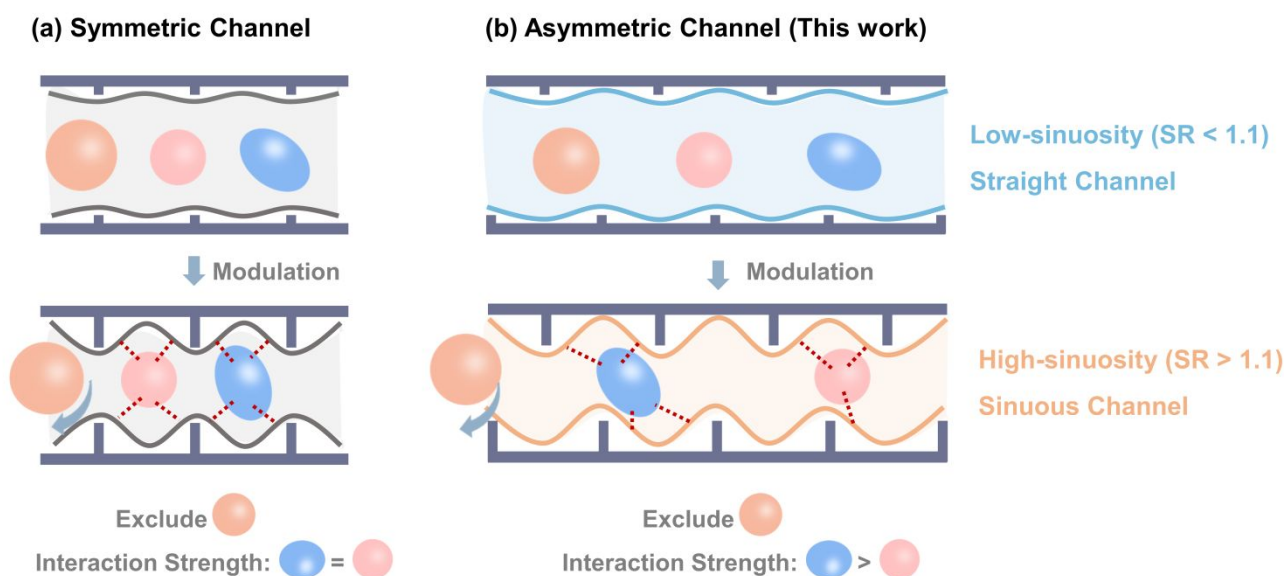 (a) Symmetric Channel
Modulation
Exclude
Interaction Strength: =
(b) Asymmetric Channel (This work)
Low-sinuosity (SR < 1.1)
Straight Channel
Modulation
High-sinuosity (SR > 1.1)
Sinuous Channel
Exclude
Interaction Strength: >